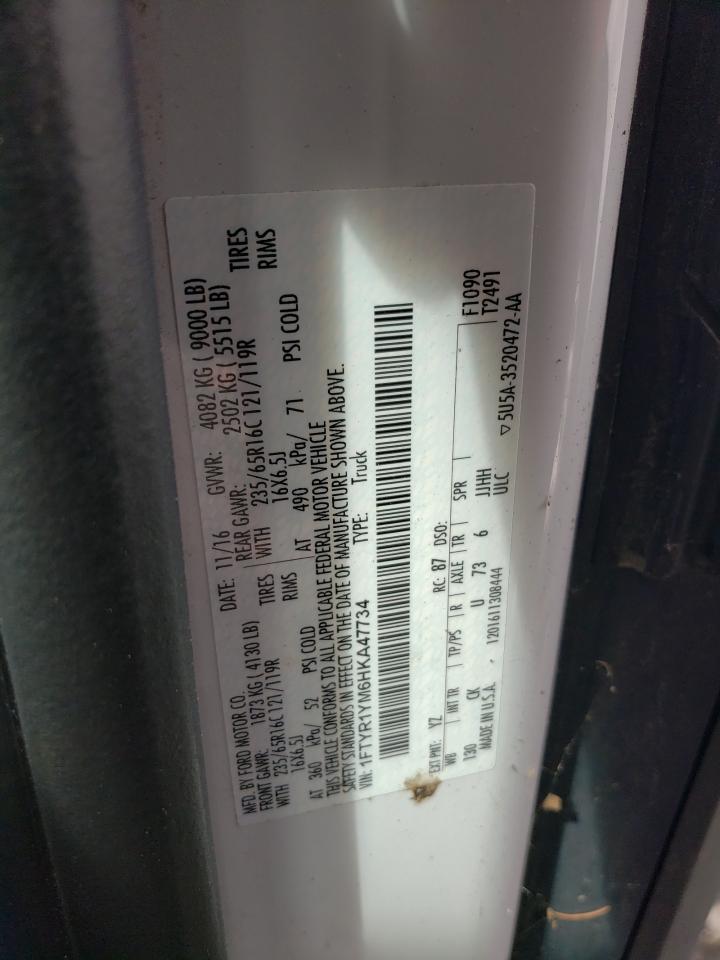 MFD. BY FORD MOTOR CO.
DATE: 11/16 GVWR: 4082 KG ( 9000 LB)
FRONT GAWR: 1873 KG ( 4130 LB)
REAR GAWR: 2502 KG ( 5515 LB)
WITH 235/65R16C 121/119R TIRES
WITH 235/65R16C 121/119R TIRES
16X6.5J RIMS
16X6.5J RIMS
AT 360 kPa/ 52 PSI COLD
AT 490 kPa/ 71 PSI COLD
THIS VEHICLE CONFORMS TO ALL APPLICABLE FEDERAL MOTOR VEHICLE
SAFETY STANDARDS IN EFFECT ON THE DATE OF MANUFACTURE SHOWN ABOVE.
VIN: 1FTYR1YM6HKA47734 TYPE: Truck
EXT PNT: YZ RC: 87 DSO: F1090
T2491
WB INT TR TP/PS R AXLE TR SPR
130 CK U 73 6 JJHH
MADE IN U.S.A. 1201611308444 ULC
▽ 5U5A-3520472-AA